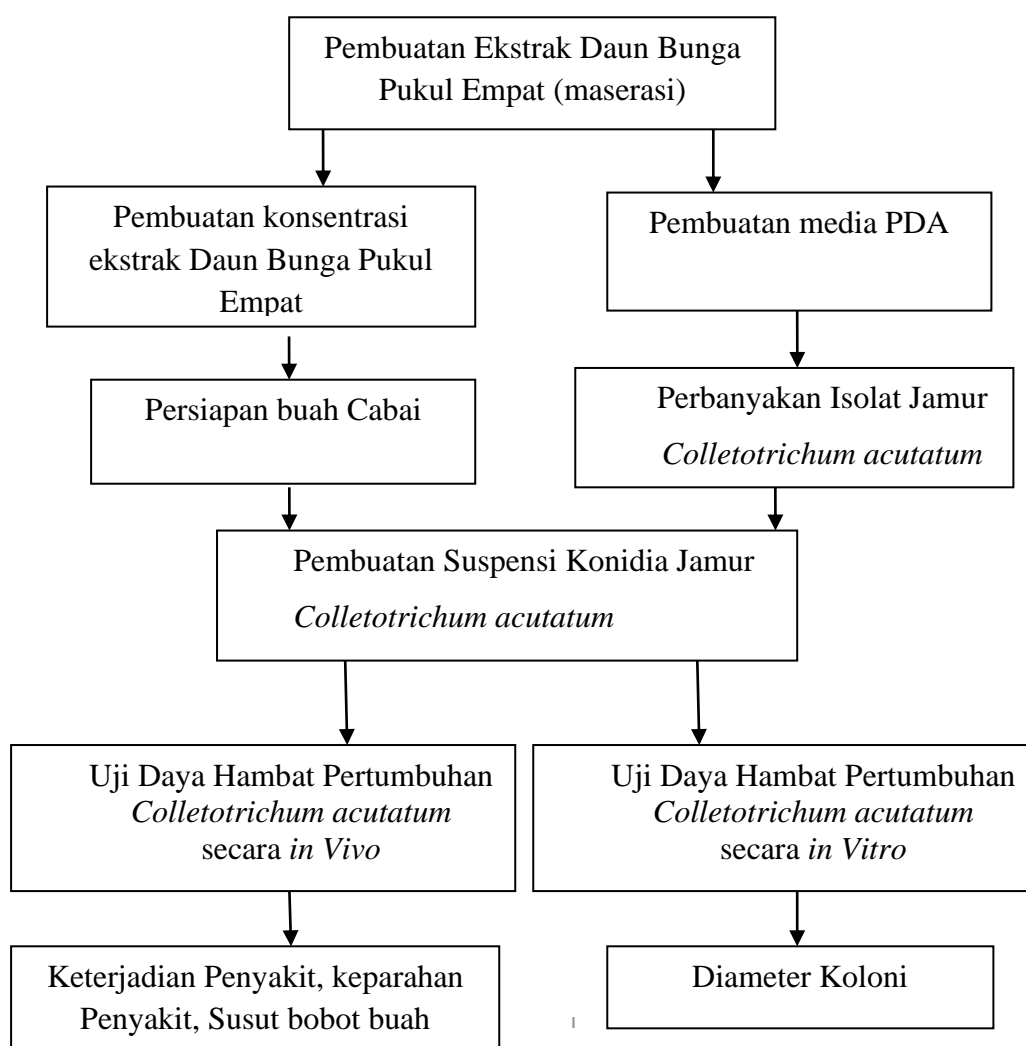 Pembuatan Ekstrak Daun Bunga
Pukul Empat (maserasi)
Pembuatan konsentrasi
ekstrak Daun Bunga Pukul
Empat
Pembuatan media PDA
Persiapan buah Cabai
Perbanyakan Isolat Jamur
Colletotrichum acutatum
Pembuatan Suspensi Konidia Jamur
Colletotrichum acutatum
Uji Daya Hambat Pertumbuhan
Colletotrichum acutatum
secara in Vivo
Uji Daya Hambat Pertumbuhan
Colletotrichum acutatum
secara in Vitro
Keterjadian Penyakit, keparahan
Penyakit, Susut bobot buah
Diameter Koloni